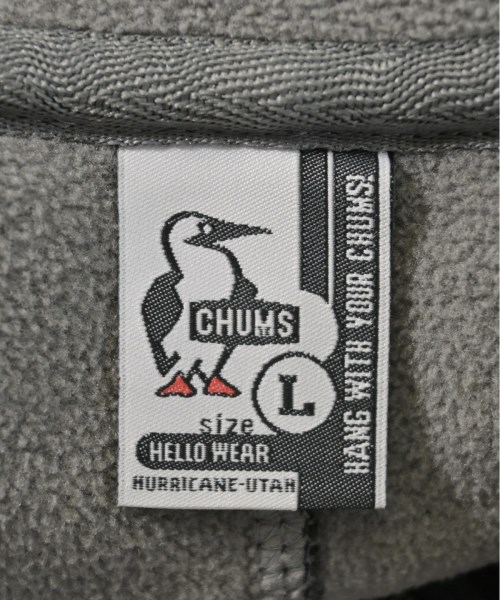 CHUMS
L
size
HELLO WEAR
HURRICANE-UTAH
HANG WITH YOUR CHUMS!